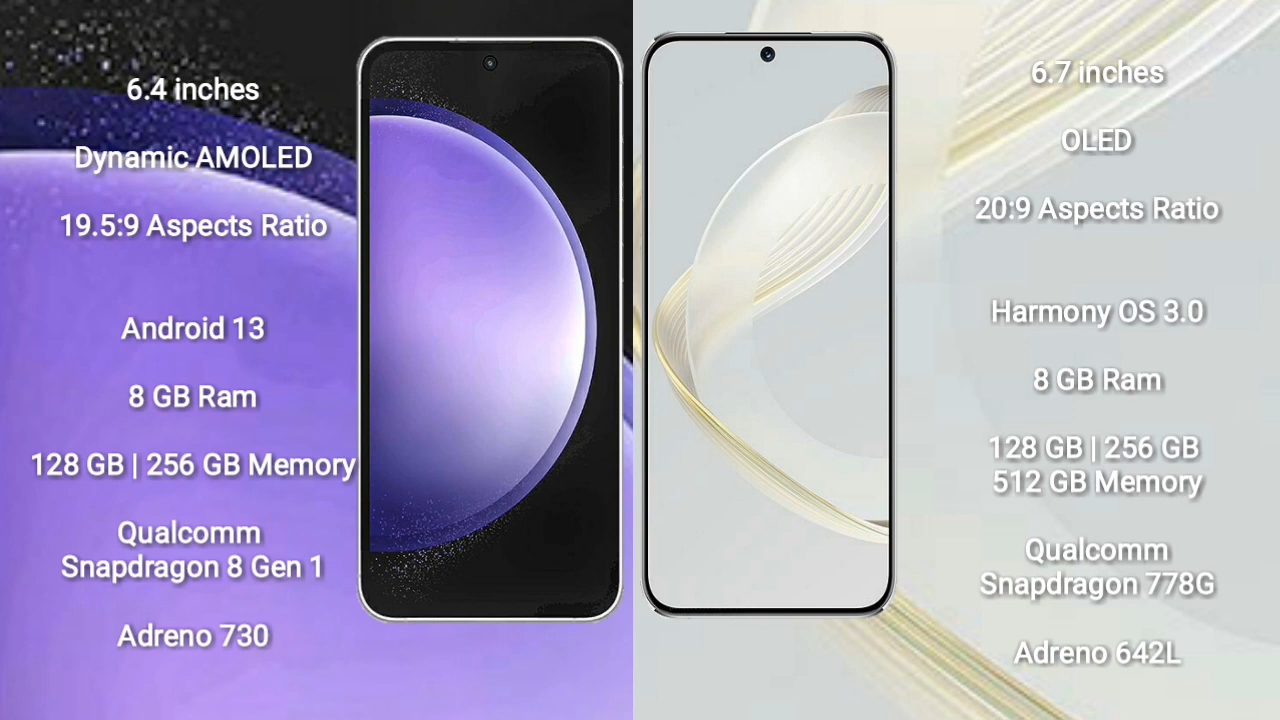 6.4 inches
Dynamic AMOLED
19.5:9 Aspects Ratio
Android 13
8 GB Ram
128 GB | 256 GB Memory
Qualcomm
Snapdragon 8 Gen 1
Adreno 730
6.7 inches
OLED
20:9 Aspects Ratio
Harmony OS 3.0
8 GB Ram
128 GB | 256 GB
512 GB Memory
Qualcomm
Snapdragon 778G
Adreno 642L